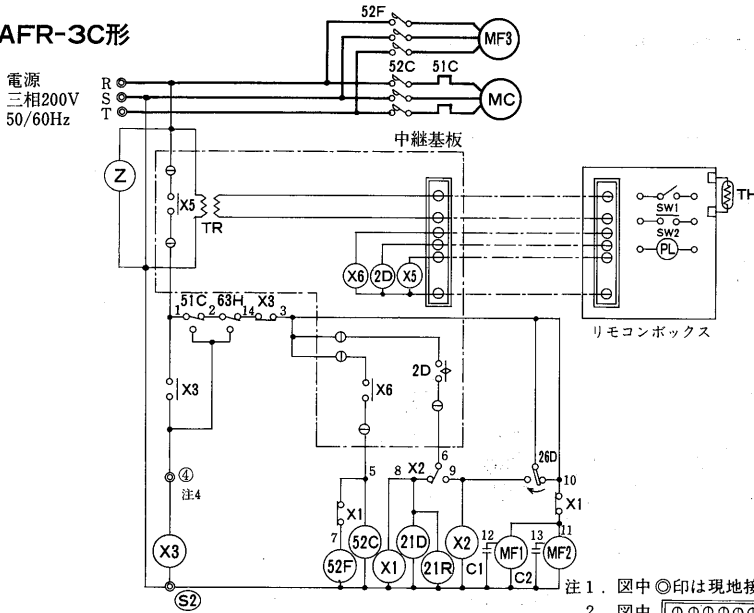 AFR-3C形
電源
三相200V
50/60Hz
R
S
T
52F
MF3
52C 51C
MC
中継基板
Z
X5
TR
X6 2D X5
SW1
SW2
PL
TH
リモコンボックス
51C 63H X3
1 2 14 3
X3
X6
2D
④
注4
5
8 X2 6 9
26D
10
X1
7
X1
12
13
11
X3
52F
52C
X1
21D
21R
X2
C1
MF1
C2
MF2
S2
注1. 図中◎印は現地接
2. 図中